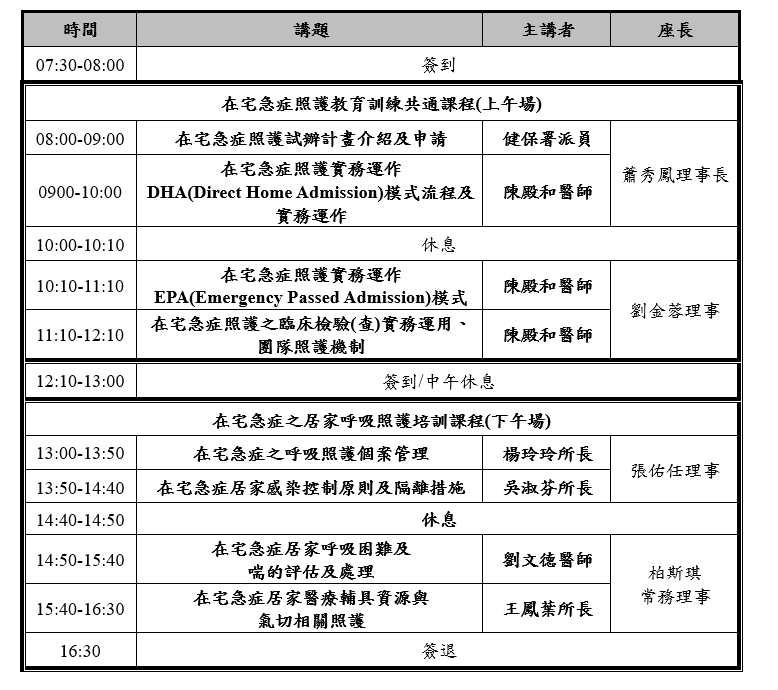 時間 講題 主講者 座長
07:30-08:00 簽到
在宅急症照護教育訓練共通課程(上午場)
08:00-09:00 在宅急症照護試辦計畫介紹及申請 健保署派員
蕭秀鳳理事長
0900-10:00 在宅急症照護實務運作
DHA(Direct Home Admission)模式流程及
實務運作
陳殿和醫師
10:00-10:10 休息
10:10-11:10 在宅急症照護實務運作
EPA(Emergency Passed Admission)模式
陳殿和醫師
劉金蓉理事
11:10-12:10 在宅急症照護之臨床檢驗(查)實務運用、
團隊照護機制
陳殿和醫師
12:10-13:00 簽到/中午休息
在宅急症之居家呼吸照護培訓課程(下午場)
13:00-13:50 在宅急症之呼吸照護個案管理 楊玲玲所長
張佑任理事
13:50-14:40 在宅急症居家感染控制原則及隔離措施 吳淑芬所長
14:40-14:50 休息
14:50-15:40 在宅急症居家呼吸困難及
喘的評估及處理
劉文德醫師
柏斯琪
常務理事
15:40-16:30 在宅急症居家醫療輔具資源與
氣切相關照護
王鳳葉所長
16:30 簽退